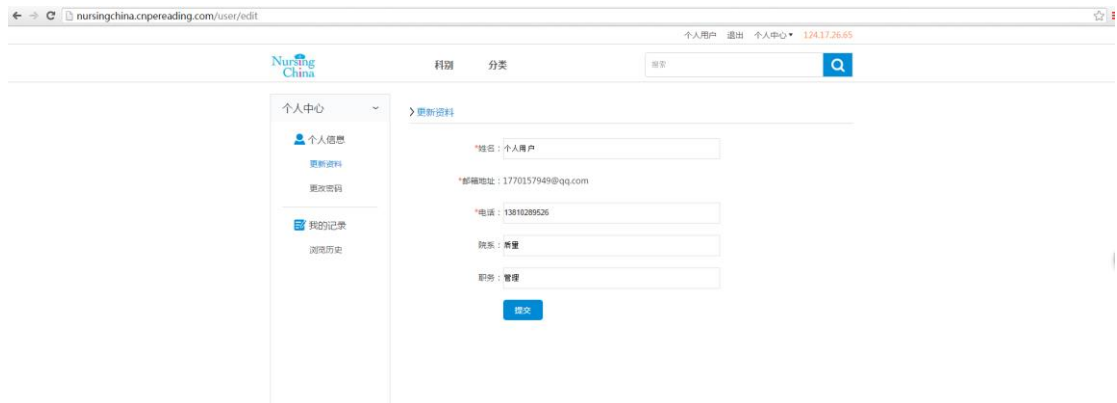 nursingchina.cnpereading.com/user/edit
个人用户 退出 个人中心▼ 124.17.26.65
Nursing
China
科别 分类 搜索
个人中心
个人信息
更新资料
更改密码
我的记录
浏览历史
更新资料
*姓名：个人用户
*邮箱地址：1770157949@qq.com
*电话：13810289526
院系：质量
职务：管理
提交